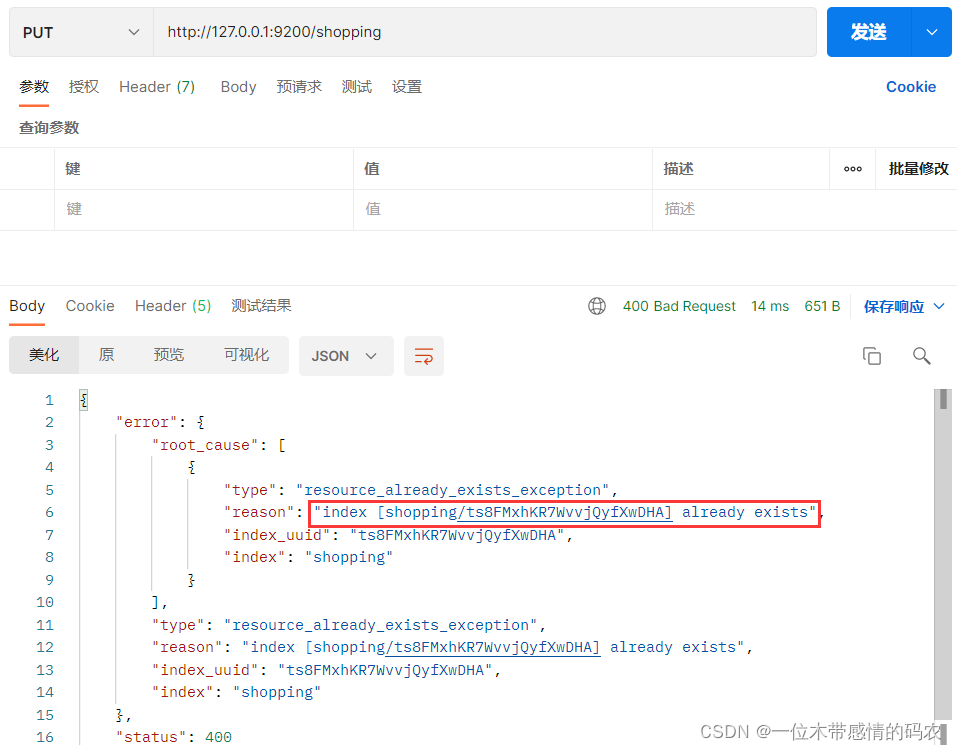 PUT http://127.0.0.1:9200/shopping 发送
参数 授权 Header (7) Body 预请求 测试 设置 Cookie
查询参数
键 值 描述 ooo 批量修改
键 值 描述
Body Cookie Header (5) 测试结果 400 Bad Request 14 ms 651 B 保存响应
美化 原 预览 可视化 JSON
1 {
2 "error": {
3 "root_cause": [
4 {
5 "type": "resource_already_exists_exception",
6 "reason": "index [shopping/ts8FMxhKR7WvvjQyfXwDHA] already exists",
7 "index_uuid": "ts8FMxhKR7WvvjQyfXwDHA",
8 "index": "shopping"
9 }
10 ],
11 "type": "resource_already_exists_exception",
12 "reason": "index [shopping/ts8FMxhKR7WvvjQyfXwDHA] already exists",
13 "index_uuid": "ts8FMxhKR7WvvjQyfXwDHA",
14 "index": "shopping"
15 },
16 "status": 400
CSDN @一位木带感情的码农